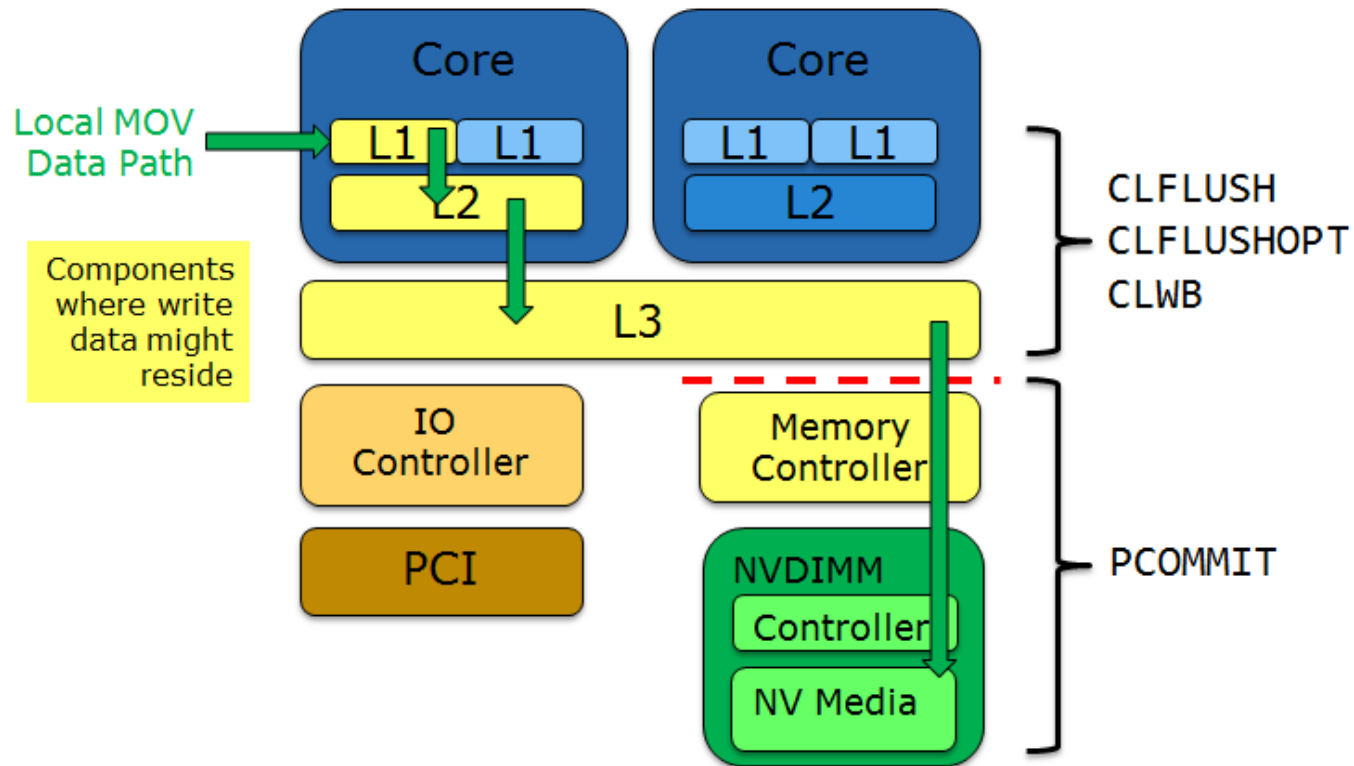 Core
Core
Local MOV
Data Path
L1
L1
L1
L1
L2
L2
CLFLUSH
CLFLUSHOPT
CLWB
Components
where write
data might
reside
L3
IO
Controller
Memory
Controller
PCI
NVDIMM
Controller
NV Media
PCOMMIT